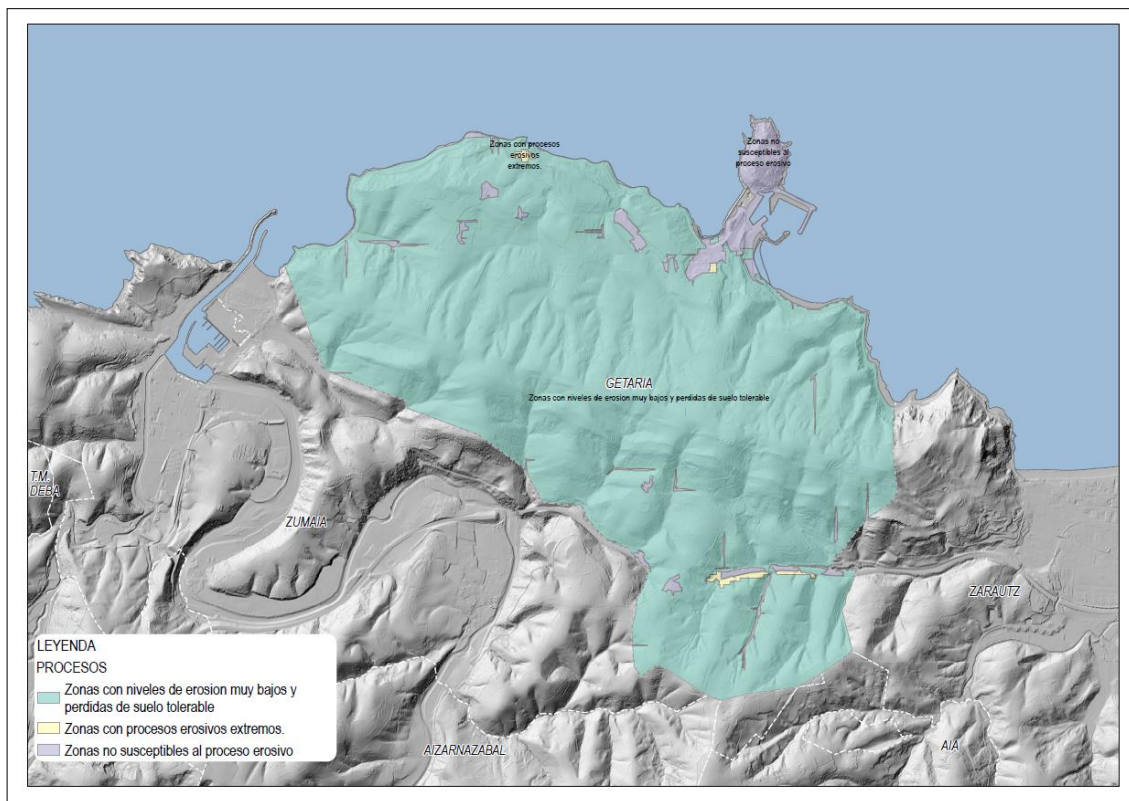 Zonas con procesos
erosivos
extremos.
Zonas no
susceptibles al
proceso erosivo
GETARIA
Zonas con niveles de erosion muy bajos y perdidas de suelo tolerable
T.M.
DEBA
ZUMAIA
ZARAUTZ
AIZARNAZABAL
AIA
LEYENDA
PROCESOS
Zonas con niveles de erosion muy bajos y
perdidas de suelo tolerable
Zonas con procesos erosivos extremos.
Zonas no susceptibles al proceso erosivo